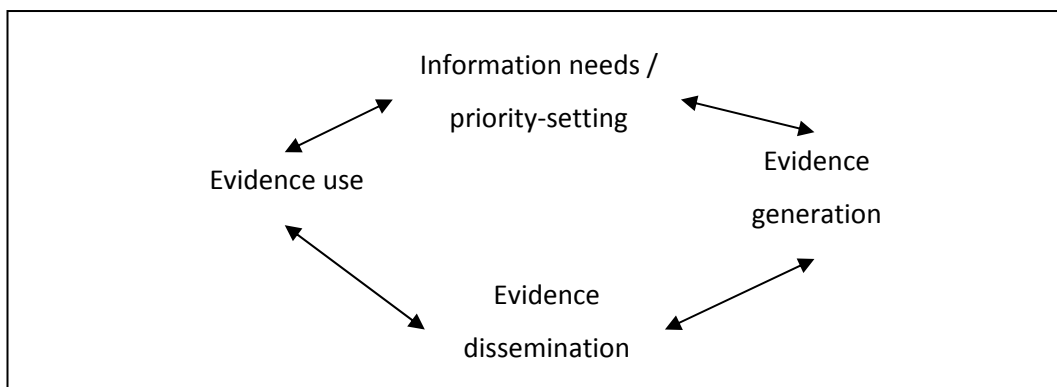 Information needs /
priority-setting
Evidence
generation
Evidence use
Evidence
dissemination